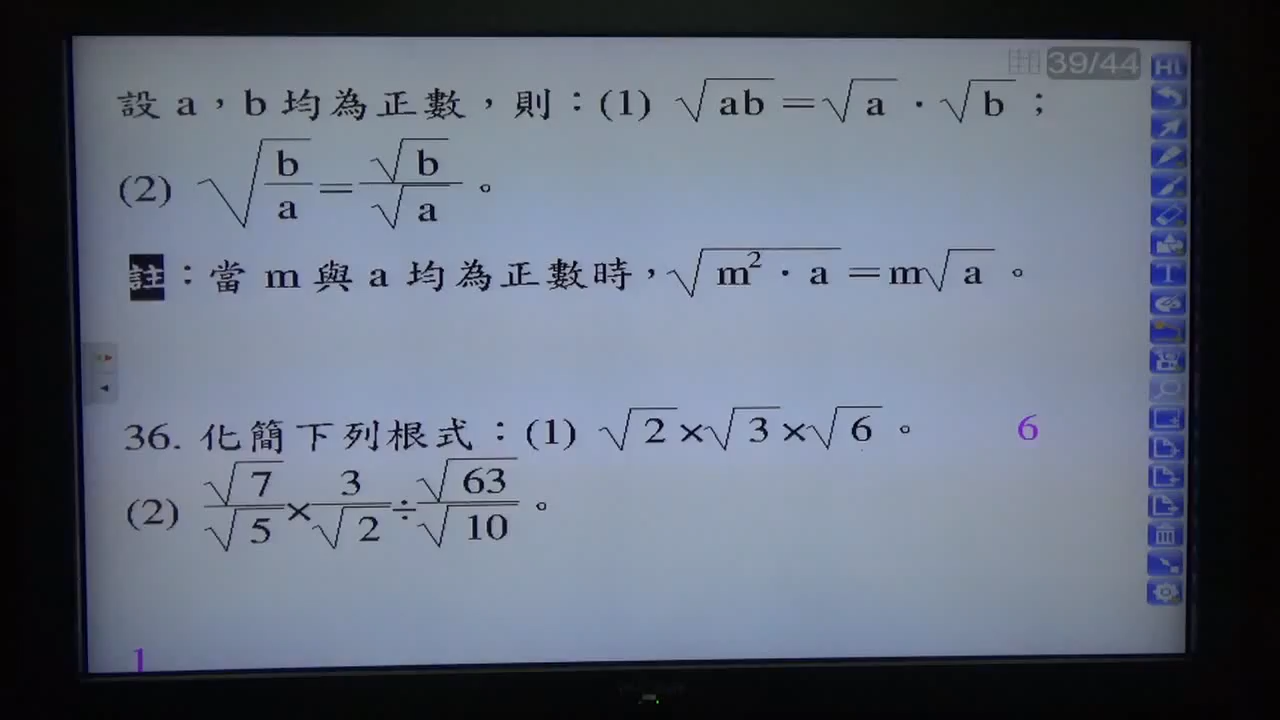 39/44
Hl
設 a，b 均為正數，則：(1) √ab＝√a·√b；
(2) √(b/a)＝√b/√a。
註：當 m 與 a 均為正數時，√(m²·a)＝m√a。
36. 化簡下列根式：(1) √2×√3×√6。 6
(2) √7/√5×3/√2÷√63/√10。
1